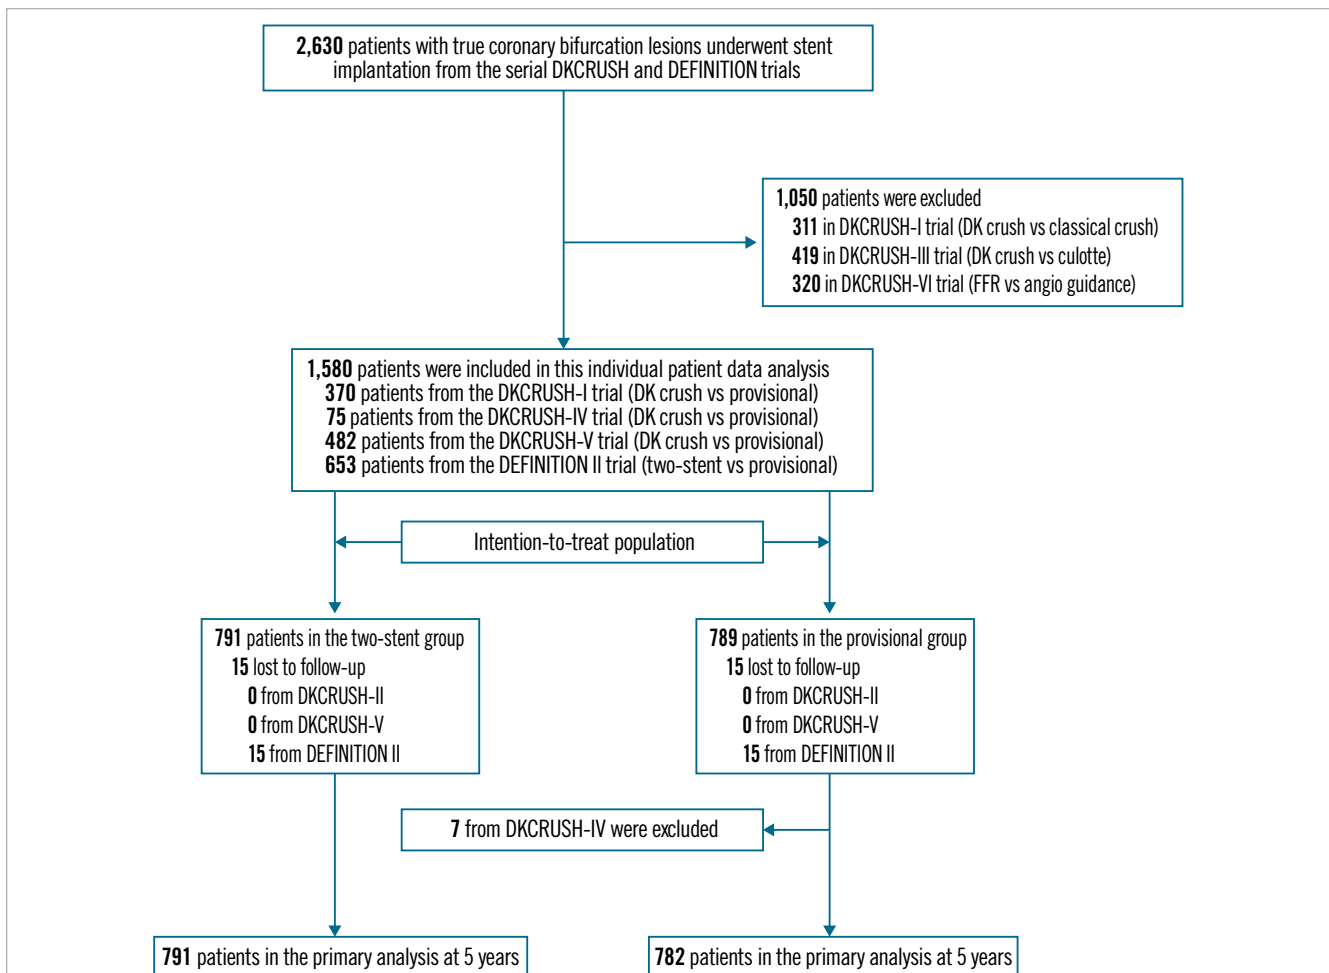 2,630 patients with true coronary bifurcation lesions underwent stent
implantation from the serial DKCRUSH and DEFINITION trials
1,050 patients were excluded
311 in DKCRUSH-I trial (DK crush vs classical crush)
419 in DKCRUSH-III trial (DK crush vs culotte)
320 in DKCRUSH-VI trial (FFR vs angio guidance)
1,580 patients were included in this individual patient data analysis
370 patients from the DKCRUSH-I trial (DK crush vs provisional)
75 patients from the DKCRUSH-IV trial (DK crush vs provisional)
482 patients from the DKCRUSH-V trial (DK crush vs provisional)
653 patients from the DEFINITION II trial (two-stent vs provisional)
Intention-to-treat population
791 patients in the two-stent group
15 lost to follow-up
0 from DKCRUSH-II
0 from DKCRUSH-V
15 from DEFINITION II
789 patients in the provisional group
15 lost to follow-up
0 from DKCRUSH-II
0 from DKCRUSH-V
15 from DEFINITION II
7 from DKCRUSH-IV were excluded
791 patients in the primary analysis at 5 years
782 patients in the primary analysis at 5 years